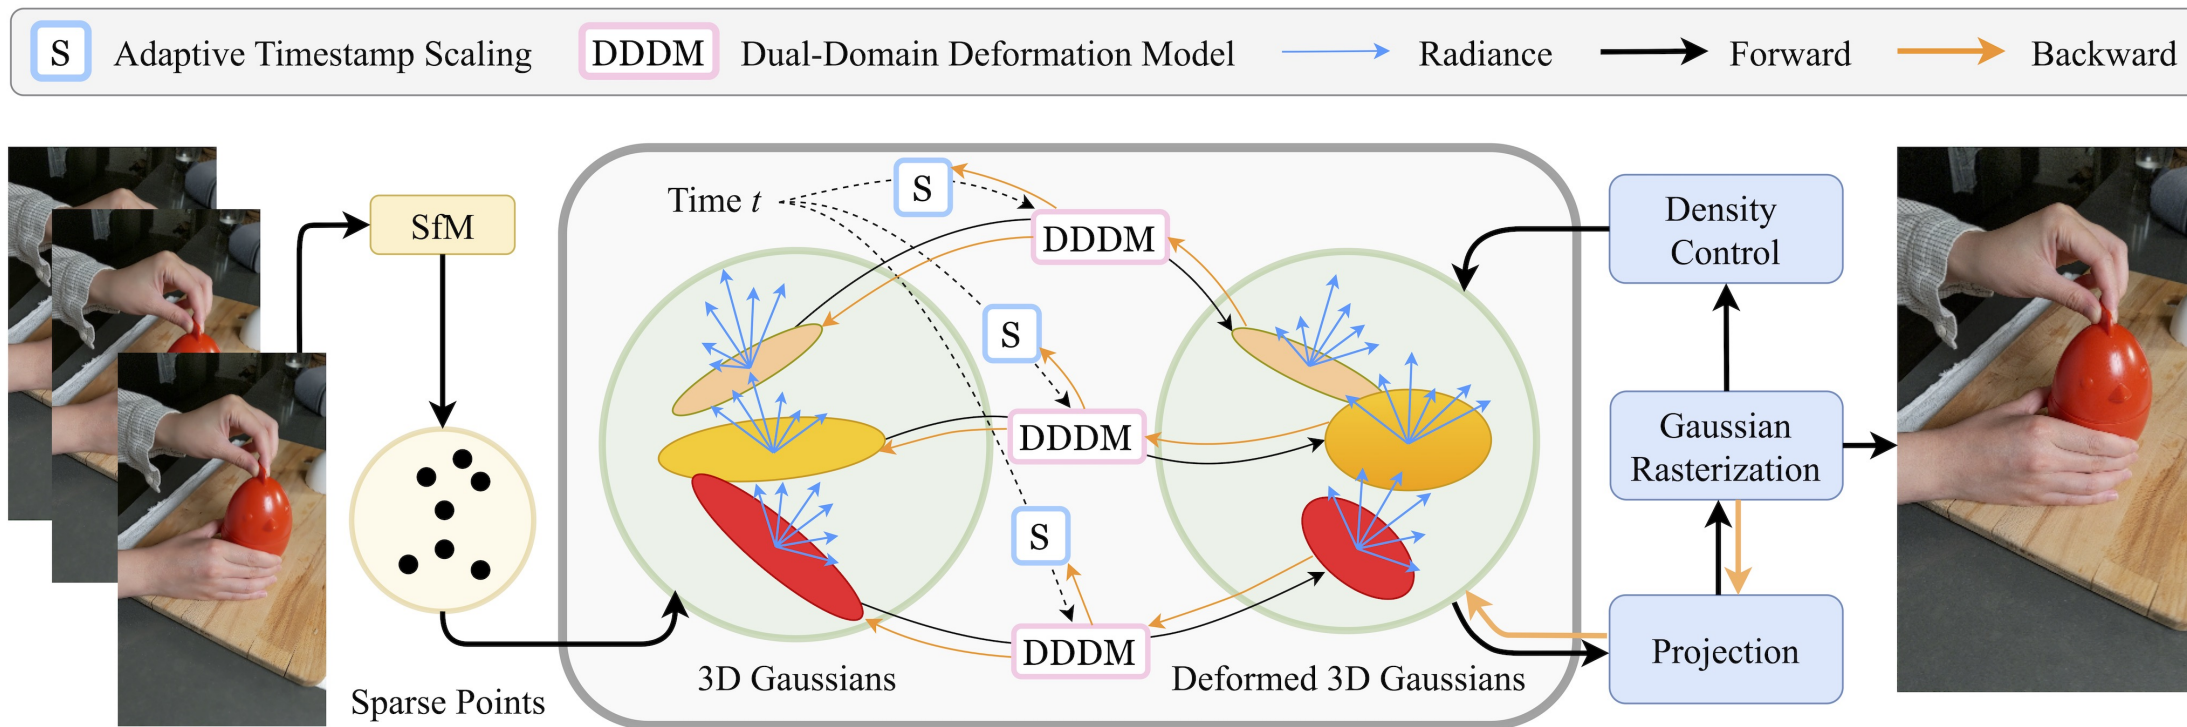 S Adaptive Timestamp Scaling DDDM Dual-Domain Deformation Model Radiance Forward Backward
SfM
Sparse Points
Time t
S
DDDM
S
DDDM
S
DDDM
3D Gaussians
Deformed 3D Gaussians
Density
Control
Gaussian
Rasterization
Projection